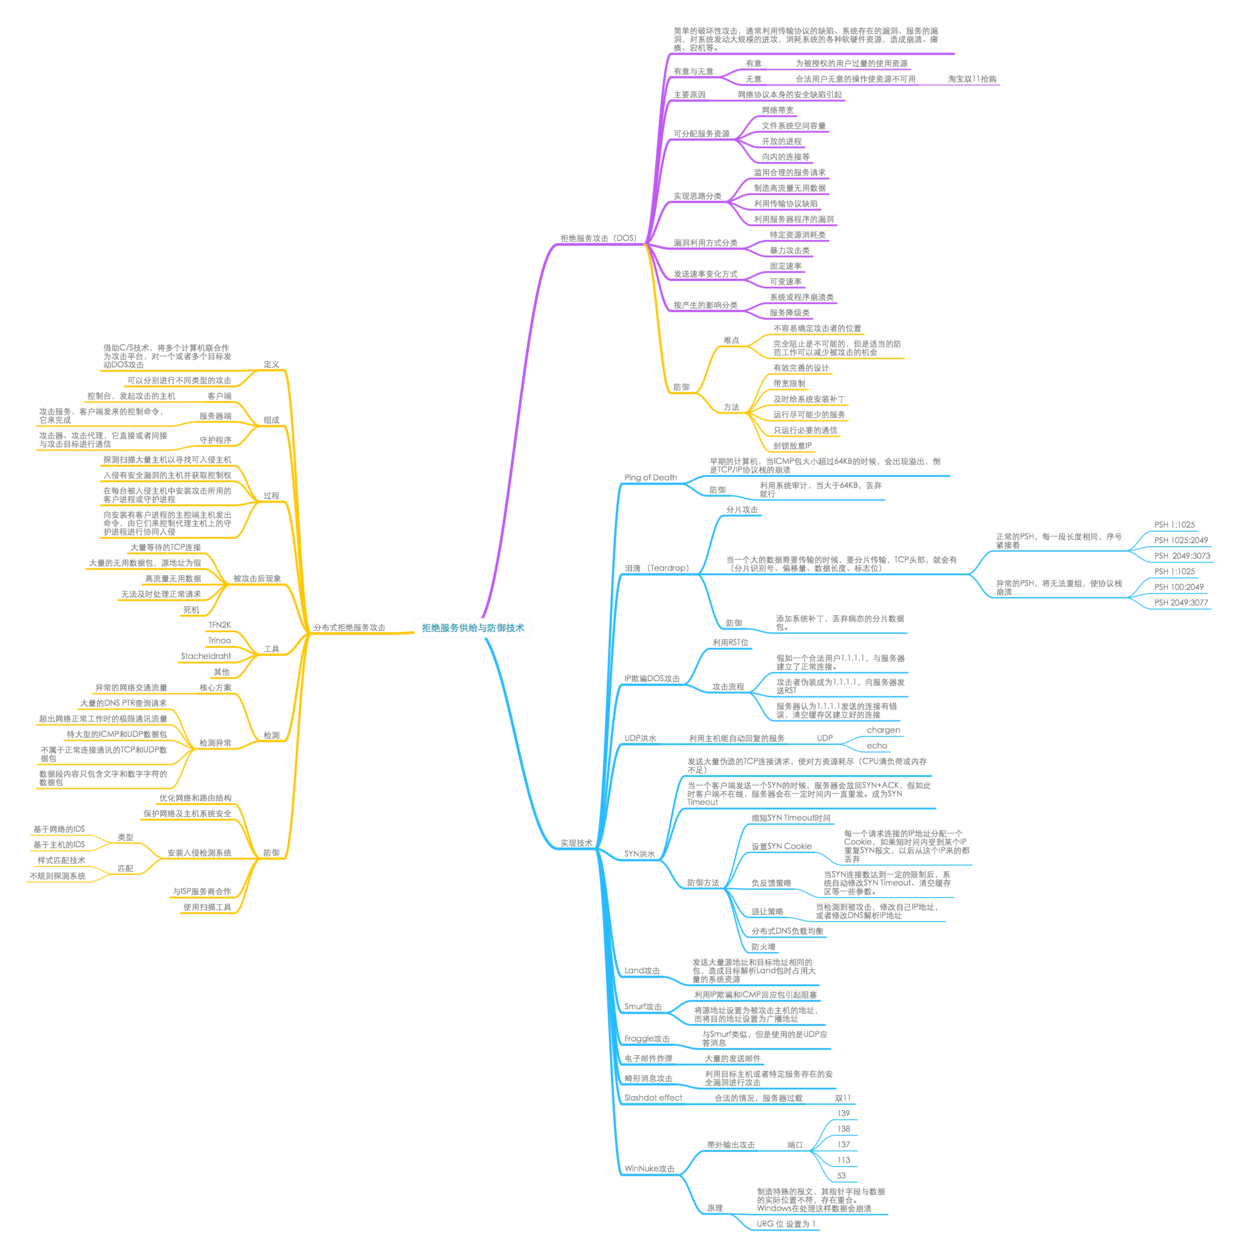 拒绝服务供给与防御技术
拒绝服务攻击（DOS）
简单的破坏性攻击，通常利用传输协议的缺陷、系统存在的漏洞、服务的漏
洞，对系统发动大规模的进攻，消耗系统的各种软硬件资源，造成崩溃、瘫
痪、宕机等。
有意与无意
有意
为被授权的用户过量的使用资源
无意
合法用户无意的操作使资源不可用
淘宝双11抢购
主要原因
网络协议本身的安全缺陷引起
可分配服务资源
网络带宽
文件系统空间容量
开放的进程
向内的连接等
实现思路分类
滥用合理的服务请求
制造高流量无用数据
利用传输协议缺陷
利用服务器程序的漏洞
漏洞利用方式分类
特定资源消耗类
暴力攻击类
发送速率变化方式
固定速率
可变速率
按产生的影响分类
系统或程序崩溃类
服务降级类
防御
难点
不容易确定攻击者的位置
完全阻止是不可能的，但是适当的防
范工作可以减少被攻击的机会
方法
有效完善的设计
带宽限制
及时给系统安装补丁
运行尽可能少的服务
只运行必要的通信
封锁敌意IP
实现技术
Ping of Death
早期的计算机，当ICMP包大小超过64KB的时候，会出现溢出，倒
是TCP/IP协议栈的崩溃
防御
利用系统审计，当大于64KB、丢弃
就行
泪滴 （Teardrop）
分片攻击
当一个大的数据需要传输的时候，要分片传输，TCP头部，就会有
（分片识别号、偏移量、数据长度、标志位）
正常的PSH，每一段长度相同，序号
紧接着
PSH 1:1025
PSH 1025:2049
PSH  2049:3073
异常的PSH，将无法重组，使协议栈
崩溃
PSH 1:1025
PSH 100:2049
PSH 2049:3077
防御
添加系统补丁，丢弃病态的分片数据
包。
IP欺骗DOS攻击
利用RST位
攻击流程
假如一个合法用户1.1.1.1，与服务器
建立了正常连接。
攻击者伪装成为1.1.1.1，向服务器发
送RST
服务器认为1.1.1.1发送的连接有错
误，清空缓存区建立好的连接
UDP洪水
利用主机能自动回复的服务
UDP
chargen
echo
SYN洪水
发送大量伪造的TCP连接请求，使对方资源耗尽（CPU满负荷或内存
不足）
当一个客户端发送一个SYN的时候，服务器会放回SYN+ACK，假如此
时客户端不在线，服务器会在一定时间内一直重发。成为SYN
Timeout
防御方法
缩短SYN Timeout时间
设置SYN Cookie
每一个请求连接的IP地址分配一个
Cookie，如果短时间内受到某个IP
重复SYN报文，以后从这个IP来的都
丢弃
负反馈策略
当SYN连接数达到一定的限制后，系
统自动修改SYN Timeout、清空缓存
区等一些参数。
退让策略
当检测到被攻击，修改自己IP地址，
或者修改DNS解析IP地址
分布式DNS负载均衡
防火墙
Land攻击
发送大量源地址和目标地址相同的
包，造成目标解析Land包时占用大
量的系统资源
Smurf攻击
利用IP欺骗和ICMP回应包引起阻塞
将源地址设置为被攻击主机的地址，
而将目的地址设置为广播地址
Fraggle攻击
与Smurf类似，但是使用的是UDP应
答消息
电子邮件炸弹
大量的发送邮件
畸形消息攻击
利用目标主机或者特定服务存在的安
全漏洞进行攻击
Slashdot effect
合法的情况，服务器过载
双11
WinNuke攻击
带外输出攻击
端口
139
138
137
113
53
原理
制造特殊的报文，其指针字段与数据
的实际位置不符，存在重合。
Windows在处理这样数据会崩溃
URG 位 设置为 1
分布式拒绝服务攻击
定义
借助C/S技术，将多个计算机联合作
为攻击平台，对一个或者多个目标发
动DOS攻击
可以分别进行不同类型的攻击
组成
客户端
控制台，发起攻击的主机
服务器端
攻击服务，客户端发来的控制命令，
它来完成
守护程序
攻击器、攻击代理，它直接或者间接
与攻击目标进行通信
过程
探测扫描大量主机以寻找可入侵主机
入侵有安全漏洞的主机并获取控制权
在每台被入侵主机中安装攻击所用的
客户进程或守护进程
向安装有客户进程的主控端主机发出
命令，由它们来控制代理主机上的守
护进程进行协同入侵
被攻击后现象
大量等待的TCP连接
大量的无用数据包，源地址为假
高流量无用数据
无法及时处理正常请求
死机
工具
TFN2K
Trinoo
Stacheldraht
其他
检测
核心方案
异常的网络交通流量
检测异常
大量的DNS PTR查询请求
超出网络正常工作时的极限通讯流量
特大型的ICMP和UDP数据包
不属于正常连接通讯的TCP和UDP数
据包
数据段内容只包含文字和数字字符的
数据包
防御
优化网络和路由结构
保护网络及主机系统安全
安装入侵检测系统
类型
基于网络的IDS
基于主机的IDS
匹配
样式匹配技术
不规则探测系统
与ISP服务商合作
使用扫描工具